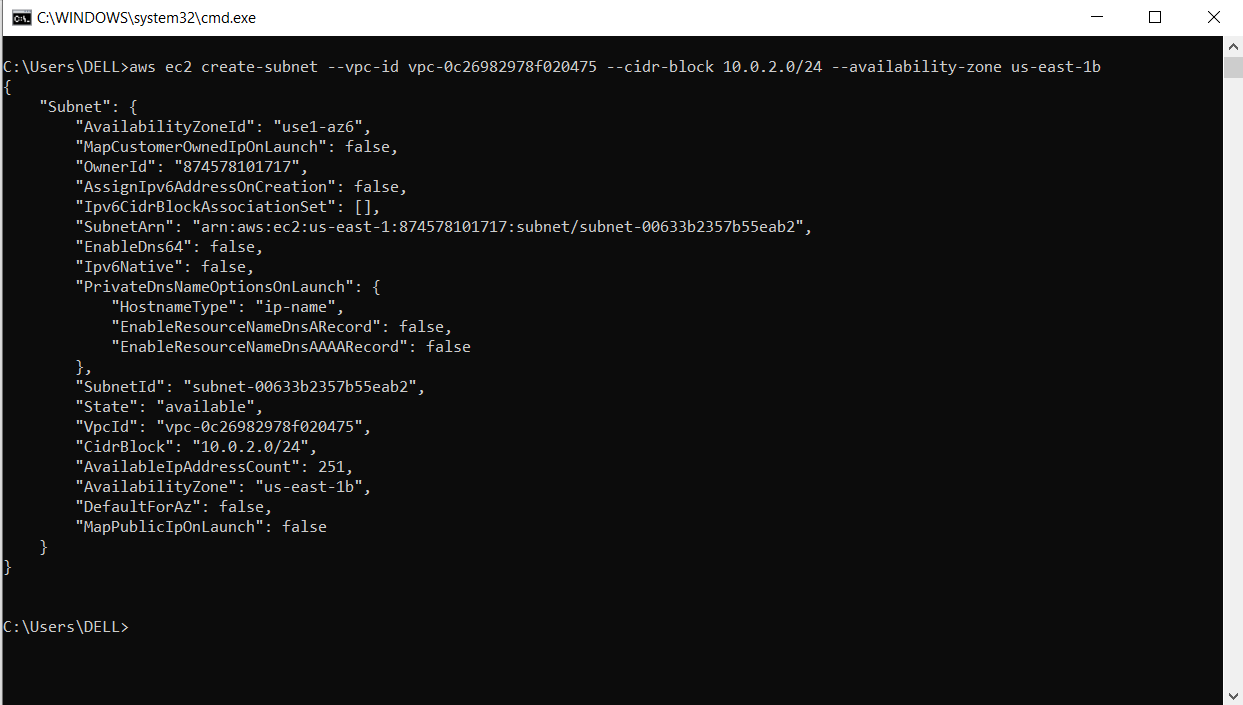 C:\WINDOWS\system32\cmd.exe
C:\Users\DELL>aws ec2 create-subnet --vpc-id vpc-0c26982978f020475 --cidr-block 10.0.2.0/24 --availability-zone us-east-1b
{
    "Subnet": {
        "AvailabilityZoneId": "use1-az6",
        "MapCustomerOwnedIpOnLaunch": false,
        "OwnerId": "874578101717",
        "AssignIpv6AddressOnCreation": false,
        "Ipv6CidrBlockAssociationSet": [],
        "SubnetArn": "arn:aws:ec2:us-east-1:874578101717:subnet/subnet-00633b2357b55eab2",
        "EnableDns64": false,
        "Ipv6Native": false,
        "PrivateDnsNameOptionsOnLaunch": {
            "HostnameType": "ip-name",
            "EnableResourceNameDnsARecord": false,
            "EnableResourceNameDnsAAAARecord": false
        },
        "SubnetId": "subnet-00633b2357b55eab2",
        "State": "available",
        "VpcId": "vpc-0c26982978f020475",
        "CidrBlock": "10.0.2.0/24",
        "AvailableIpAddressCount": 251,
        "AvailabilityZone": "us-east-1b",
        "DefaultForAz": false,
        "MapPublicIpOnLaunch": false
    }
}
C:\Users\DELL>